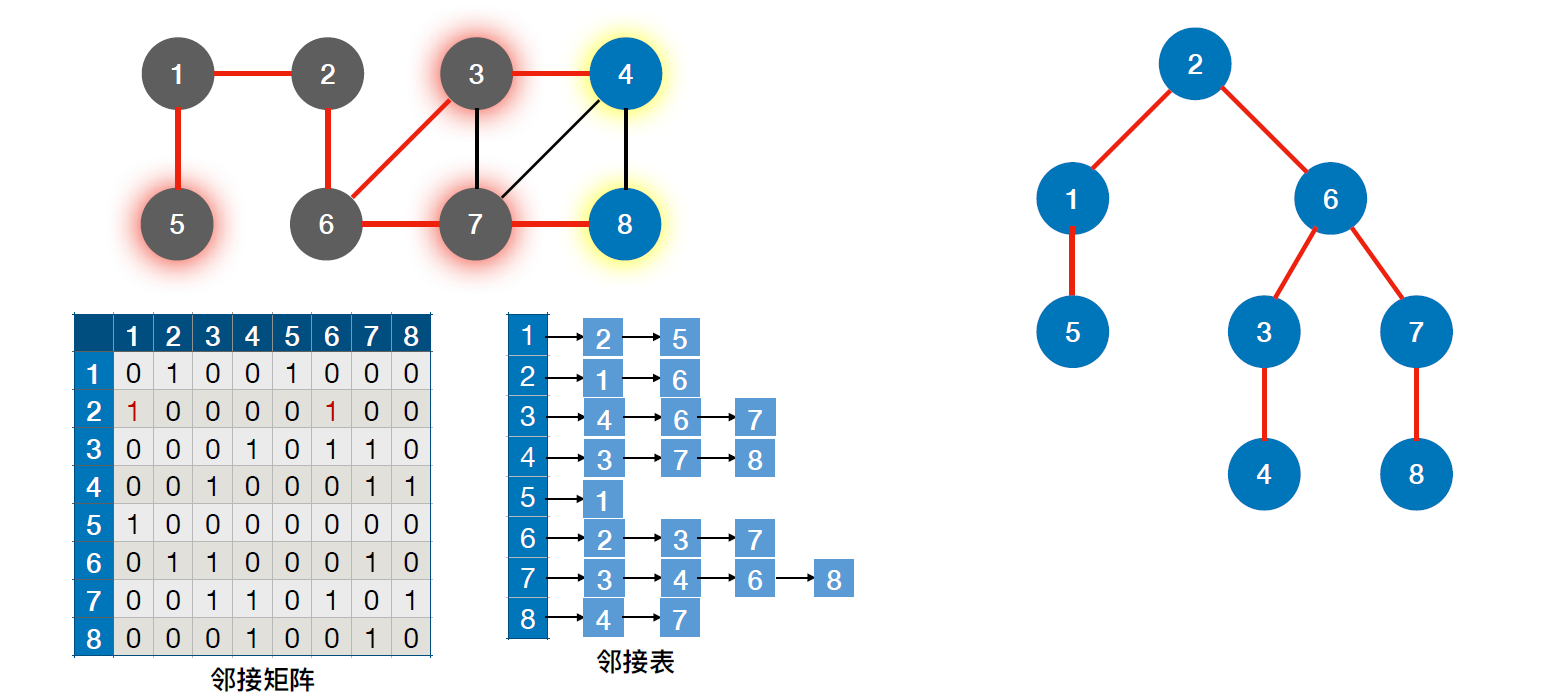 1 2 3 4
5 6 7 8
1 2 3 4 5 6 7 8
1 0 1 0 0 1 0 0 0
2 1 0 0 0 0 1 0 0
3 0 0 0 1 0 1 1 0
4 0 0 1 0 0 0 1 1
5 1 0 0 0 0 0 0 0
6 0 1 1 0 0 0 1 0
7 0 0 1 1 0 1 0 1
8 0 0 0 1 0 0 1 0
邻接矩阵
1 2 5
2 1 6
3 4 6 7
4 3 7 8
5 1
6 2 3 7
7 3 4 6 8
8 4 7
邻接表
2
1 6
5 3 7
4 8